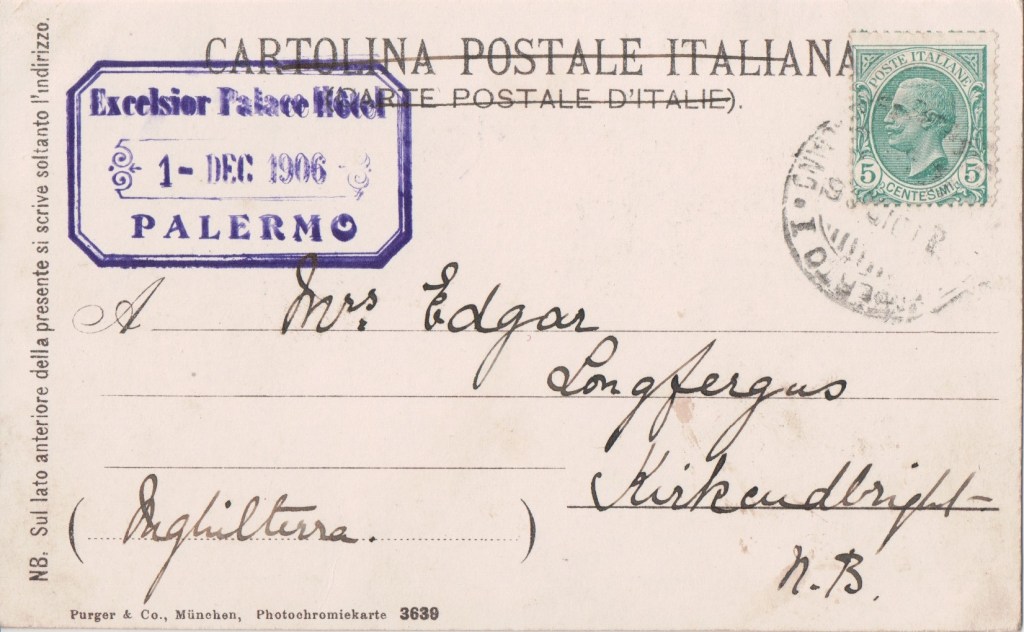 CARTOLINA POSTALE ITALIANA
(CARTE POSTALE D'ITALIE).
Excelsior Palace Hotel
1 - DEC 1906
PALERMO
POSTE ITALIANE
5 CENTESIMI 5
A Mrs. Edgar
Longfergus
Kirkcudbright
N.B.
(Inghilterra.)
NB. Sul lato anteriore della presente si scrive soltanto l'indirizzo.
Purger & Co., München, Photochromiekarte 3639